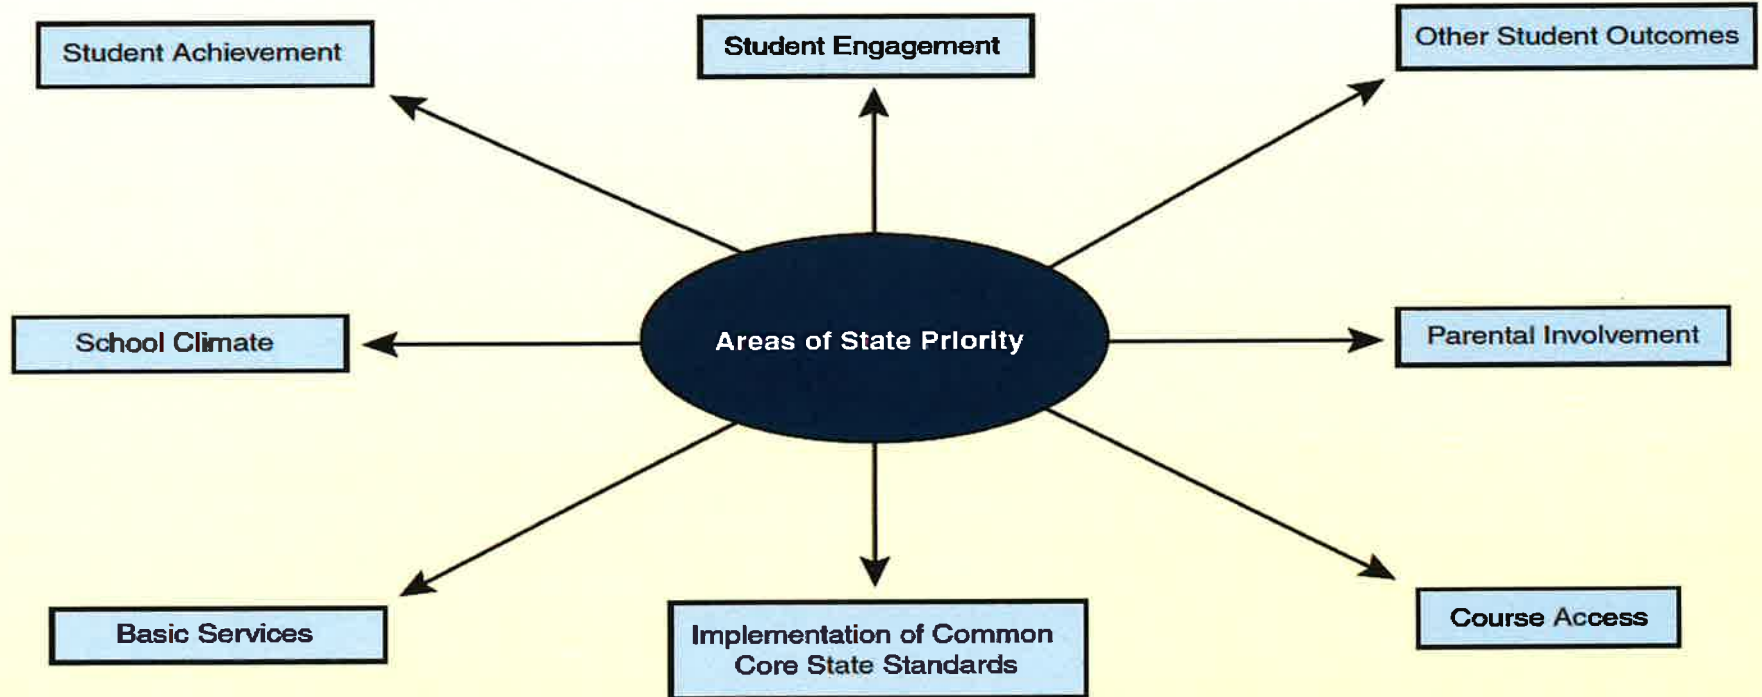 Student Achievement
Student Engagement
Other Student Outcomes
School Climate
Areas of State Priority
Parental Involvement
Basic Services
Implementation of Common
Core State Standards
Course Access